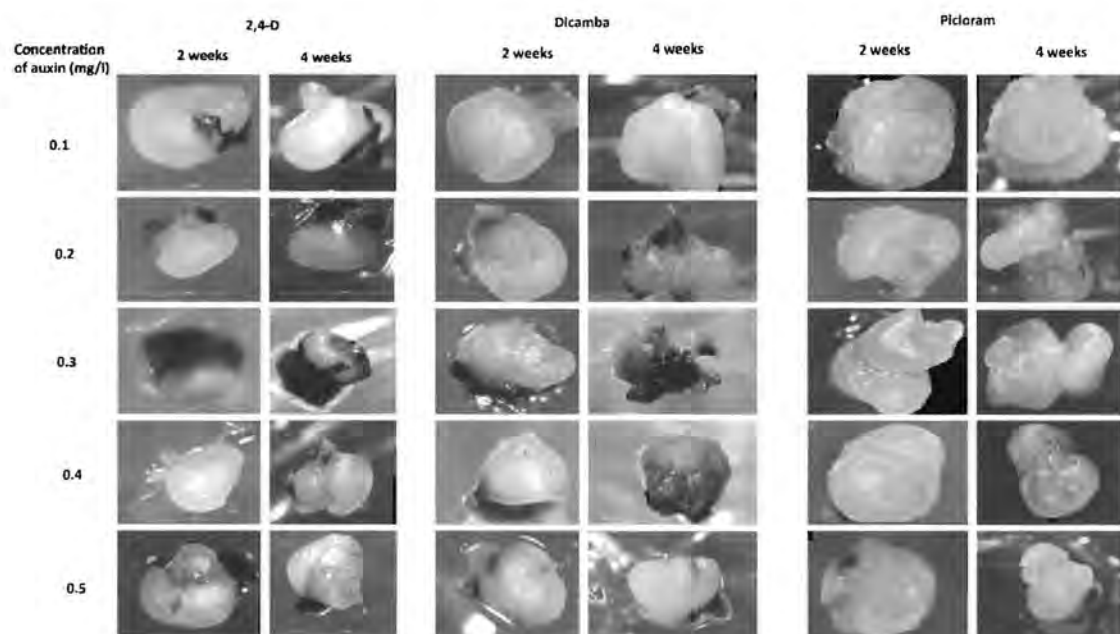 2,4-D Dicamba Picloram
Concentration
of auxin (mg/l)
2 weeks 4 weeks 2 weeks 4 weeks 2 weeks 4 weeks
0.1
0.2
0.3
0.4
0.5